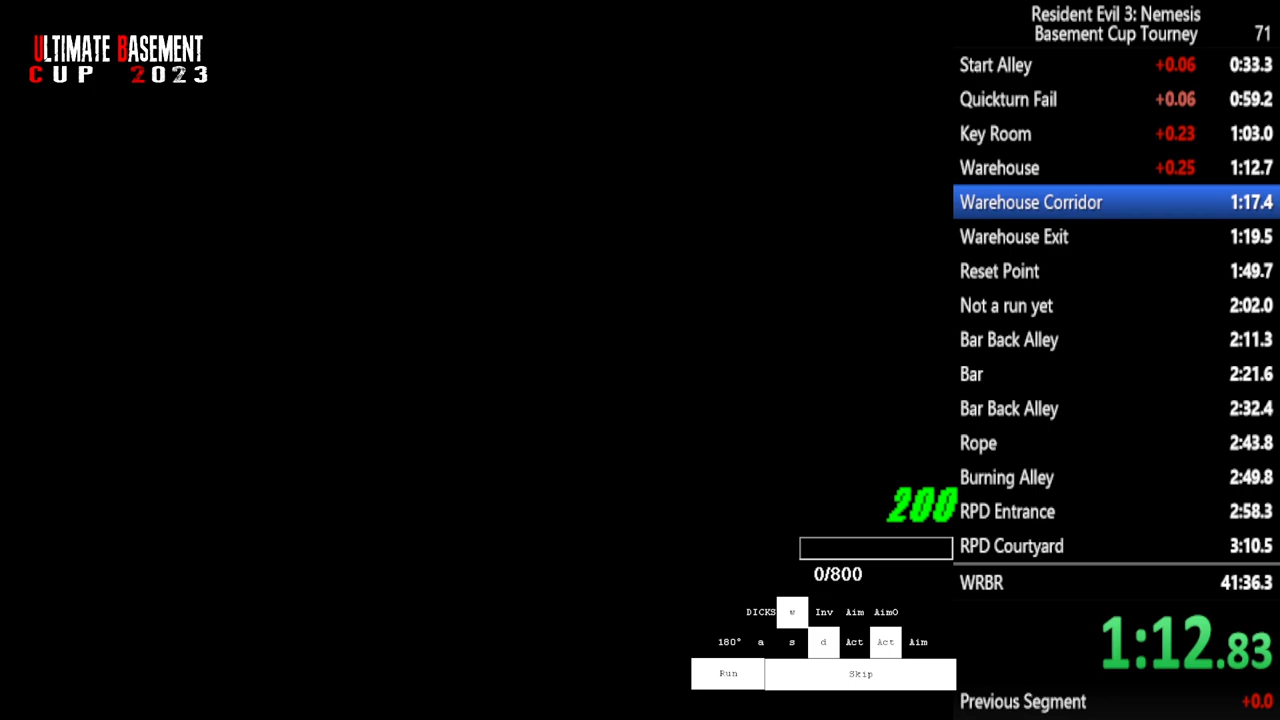 ULTIMATE BASEMENT
CUP 2023
Resident Evil 3: Nemesis
Basement Cup Tourney 71
Start Alley +0.06 0:33.3
Quickturn Fail +0.06 0:59.2
Key Room +0.23 1:03.0
Warehouse +0.25 1:12.7
Warehouse Corridor 1:17.4
Warehouse Exit 1:19.5
Reset Point 1:49.7
Not a run yet 2:02.0
Bar Back Alley 2:11.3
Bar 2:21.6
Bar Back Alley 2:32.4
Rope 2:43.8
Burning Alley 2:49.8
RPD Entrance 2:58.3
RPD Courtyard 3:10.5
WRBR 41:36.3
1:12.83
Previous Segment +0.0
200
0/800
DICKS w Inv Aim AimO
180° a s d Act Act Aim
Run Skip